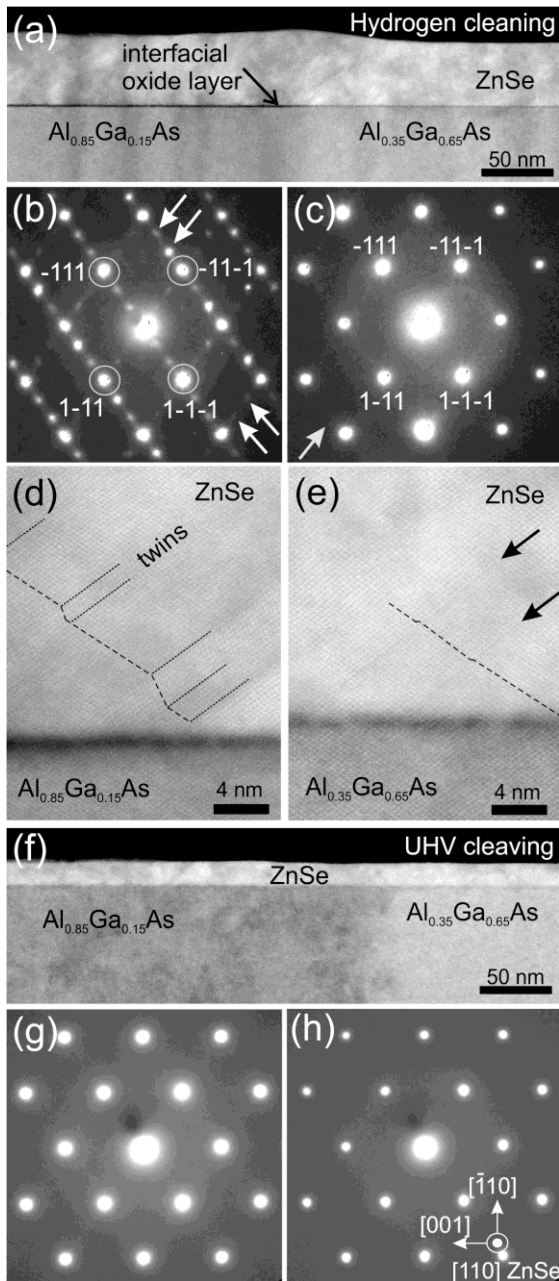 (a)
Hydrogen cleaning
interfacial
oxide layer
ZnSe
Al₀.₈₅Ga₀.₁₅As
Al₀.₃₅Ga₀.₆₅As
50 nm
(b)
-111
-11-1
1-11
1-1-1
(c)
-111
-11-1
1-11
1-1-1
(d)
ZnSe
twins
Al₀.₈₅Ga₀.₁₅As
4 nm
(e)
ZnSe
Al₀.₃₅Ga₀.₆₅As
4 nm
(f)
UHV cleaving
ZnSe
Al₀.₈₅Ga₀.₁₅As
Al₀.₃₅Ga₀.₆₅As
50 nm
(g)
(h)
[1̄10]
[001]
[110] ZnSe